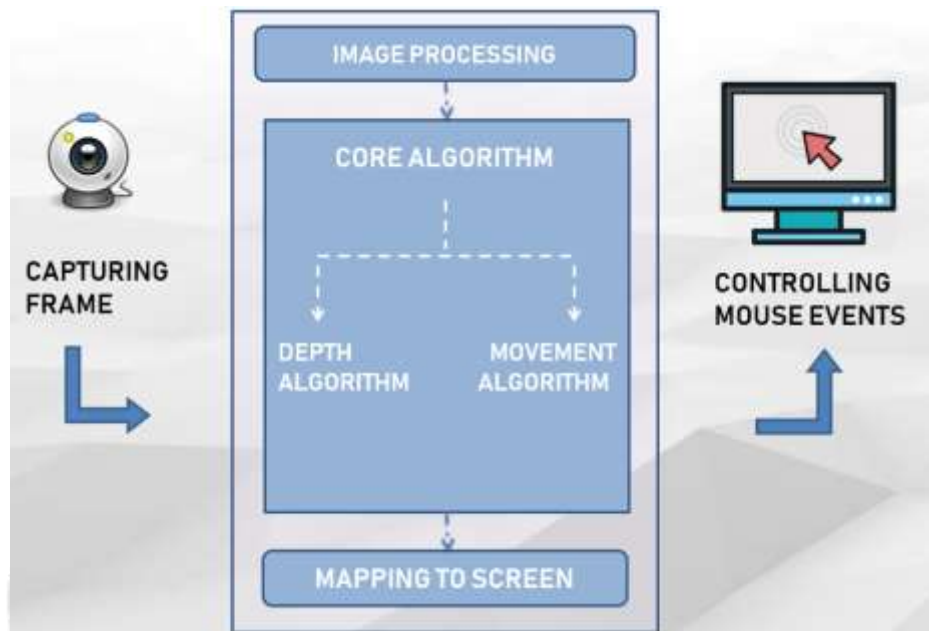 CAPTURING
FRAME
IMAGE PROCESSING
CORE ALGORITHM
DEPTH
ALGORITHM
MOVEMENT
ALGORITHM
MAPPING TO SCREEN
CONTROLLING
MOUSE EVENTS